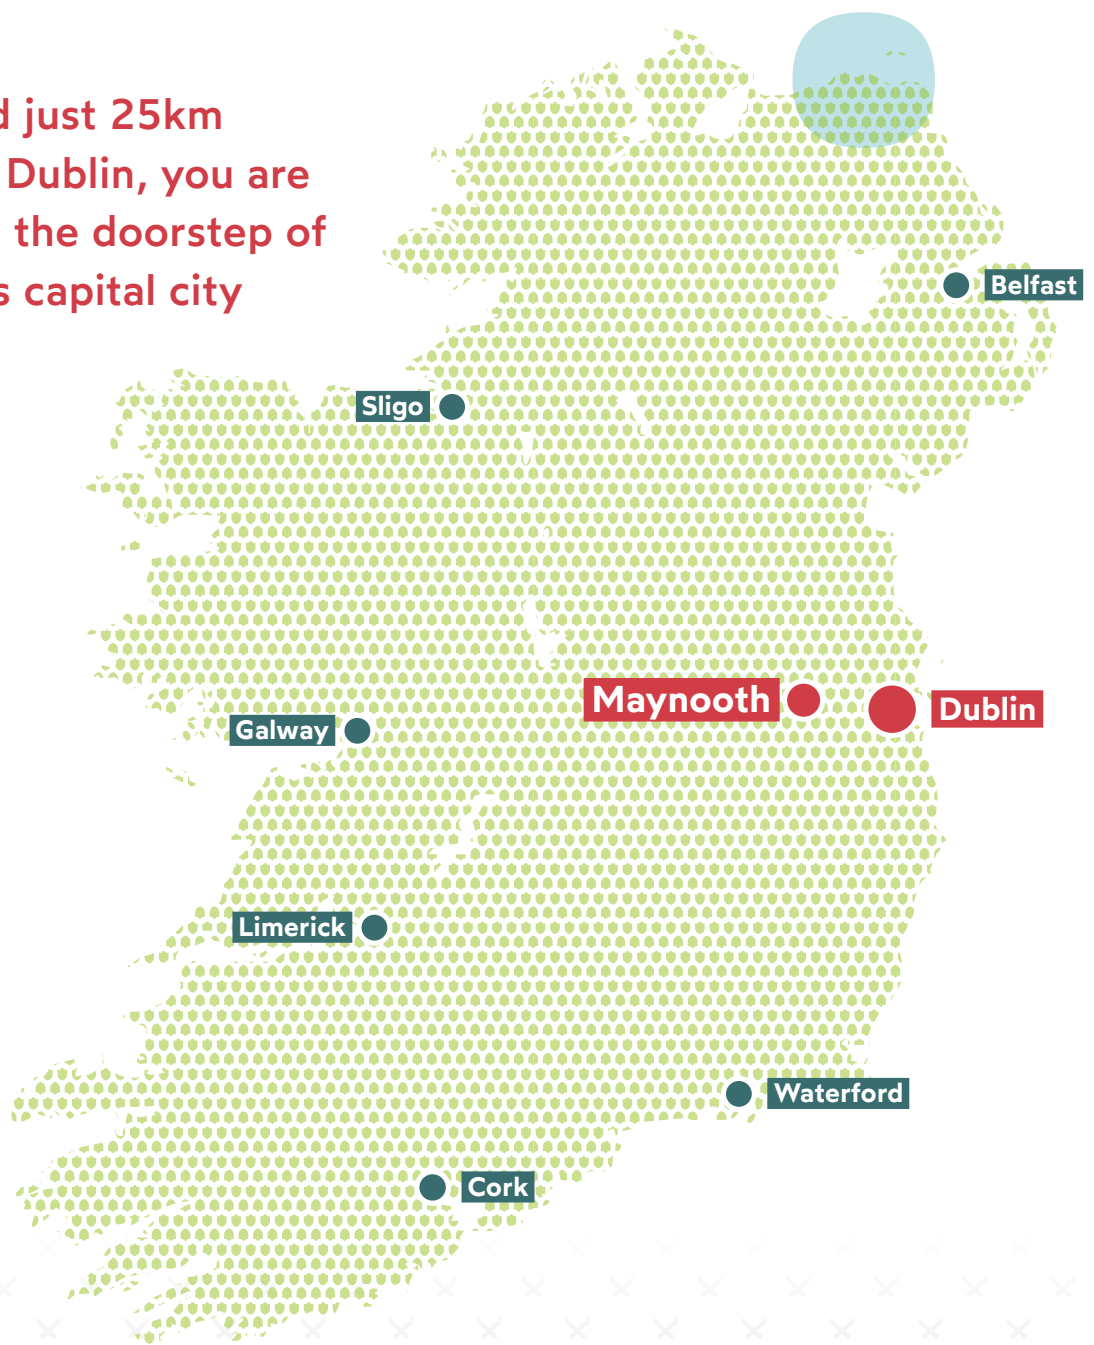 just 25km
Dublin, you are
the doorstep of
capital city
Belfast
Sligo
Maynooth
Dublin
Galway
Limerick
Waterford
Cork